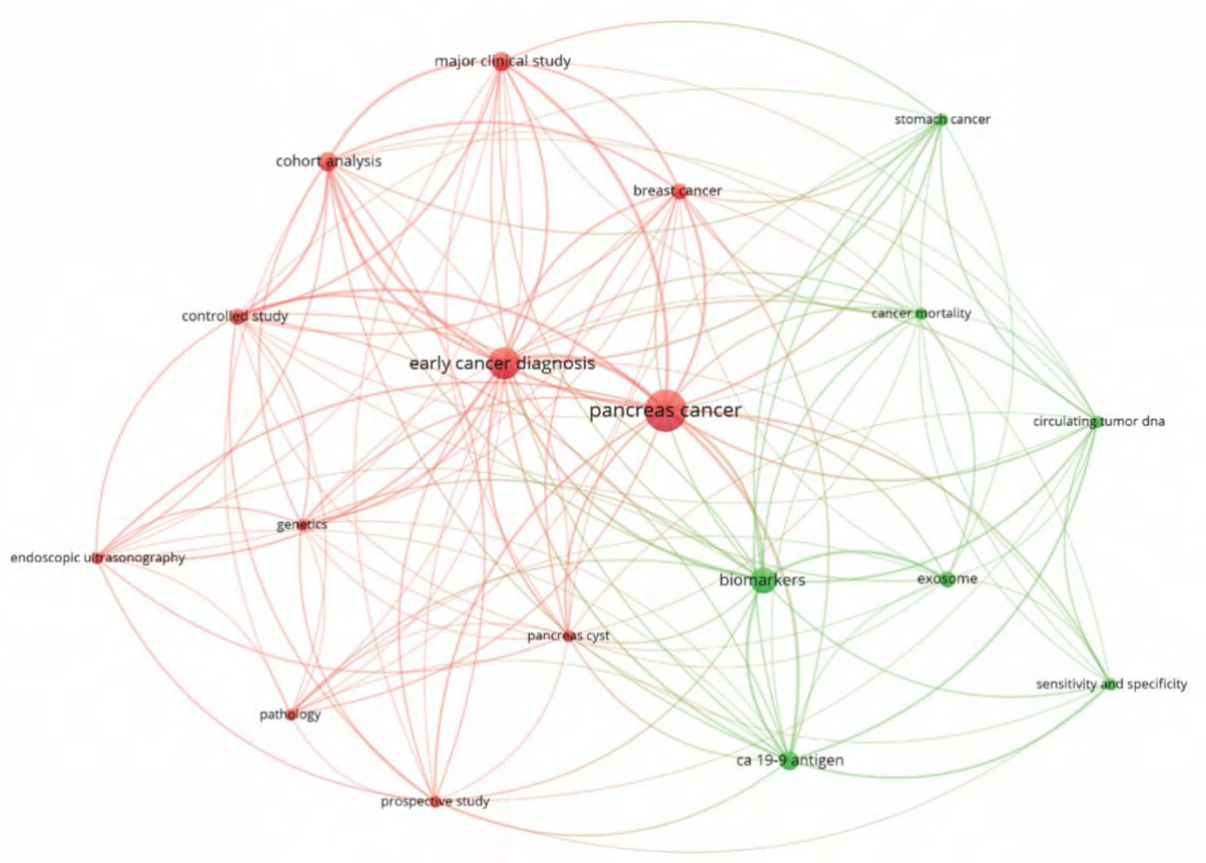 major clinical study
stomach cancer
cohort analysis
breast cancer
cancer mortality
controlled study
early cancer diagnosis
pancreas cancer
circulating tumor dna
genetics
endoscopic ultrasonography
biomarkers
exosome
pancreas cyst
sensitivity and specificity
pathology
ca 19-9 antigen
prospective study